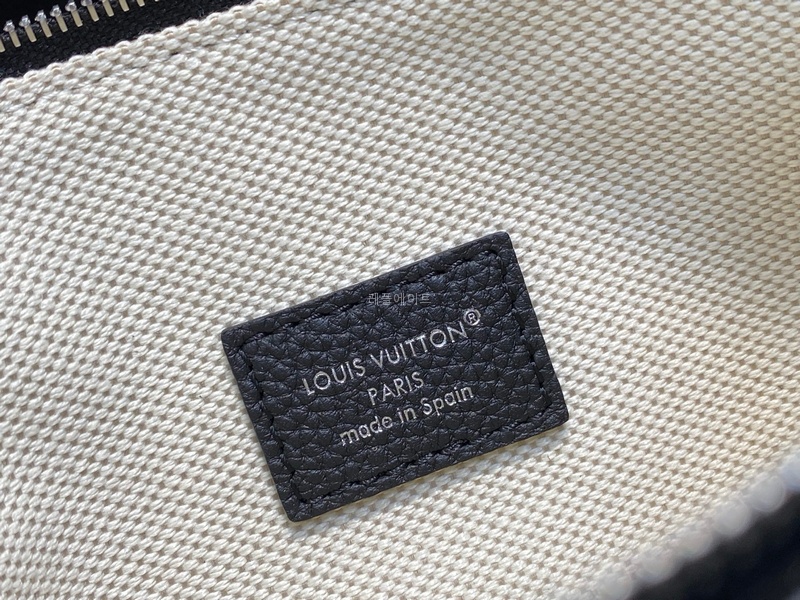 레플에이트
LOUIS VUITTON®
PARIS
made in Spain